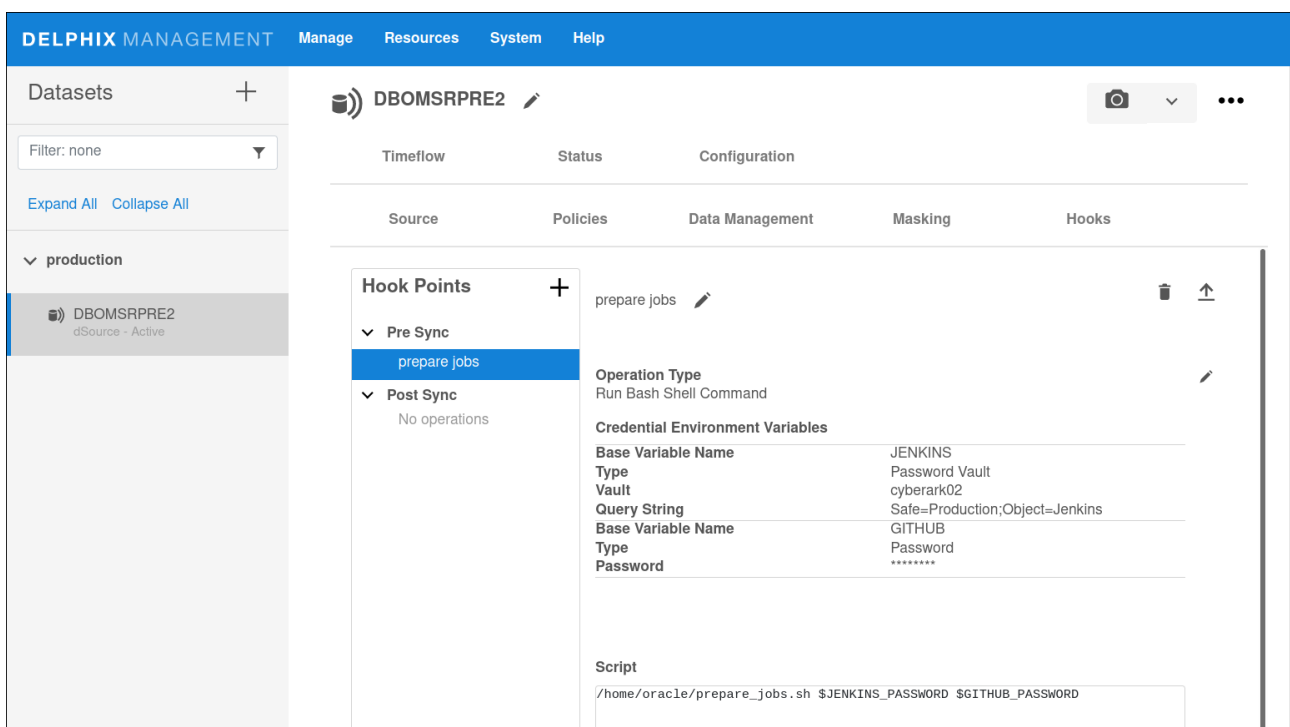 DELPHIX MANAGEMENT Manage Resources System Help
Datasets
Filter: none
Expand All Collapse All
production
DBOMSRPRE2
dSource - Active
DBOMSRPRE2
Timeflow Status Configuration
Source Policies Data Management Masking Hooks
Hook Points
Pre Sync
prepare jobs
Post Sync
No operations
prepare jobs
Operation Type
Run Bash Shell Command
Credential Environment Variables
Base Variable Name JENKINS
Type Password Vault
Vault cyberark02
Query String Safe=Production;Object=Jenkins
Base Variable Name GITHUB
Type Password
Password ********
Script
/home/oracle/prepare_jobs.sh $JENKINS_PASSWORD $GITHUB_PASSWORD